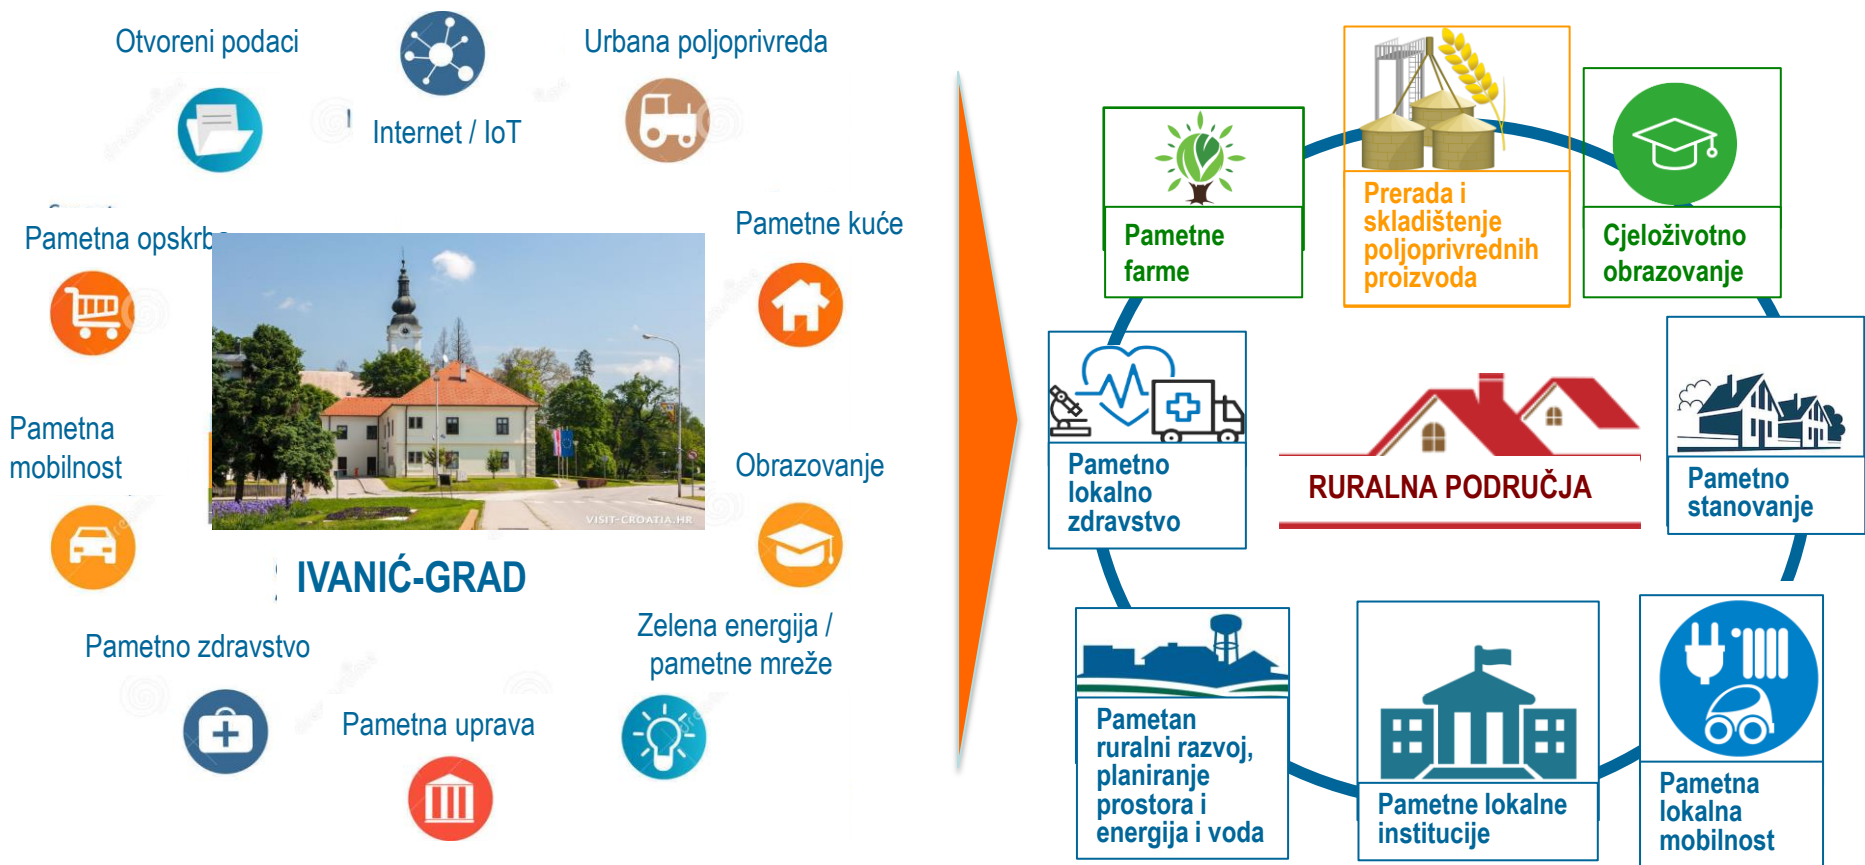 Otvoreni podaci
Internet / IoT
Urbana poljoprivreda
Pametna opskrba
Pametne kuće
Pametna
mobilnost
Obrazovanje
VISIT-CROATIA.HR
IVANIĆ-GRAD
Pametno zdravstvo
Zelena energija /
pametne mreže
Pametna uprava
Pametne
farme
Prerada i
skladištenje
poljoprivrednih
proizvoda
Cjeloživotno
obrazovanje
Pametno
lokalno
zdravstvo
RURALNA PODRUČJA
Pametno
stanovanje
Pametan
ruralni razvoj,
planiranje
prostora i
energija i voda
Pametne lokalne
institucije
Pametna
lokalna
mobilnost